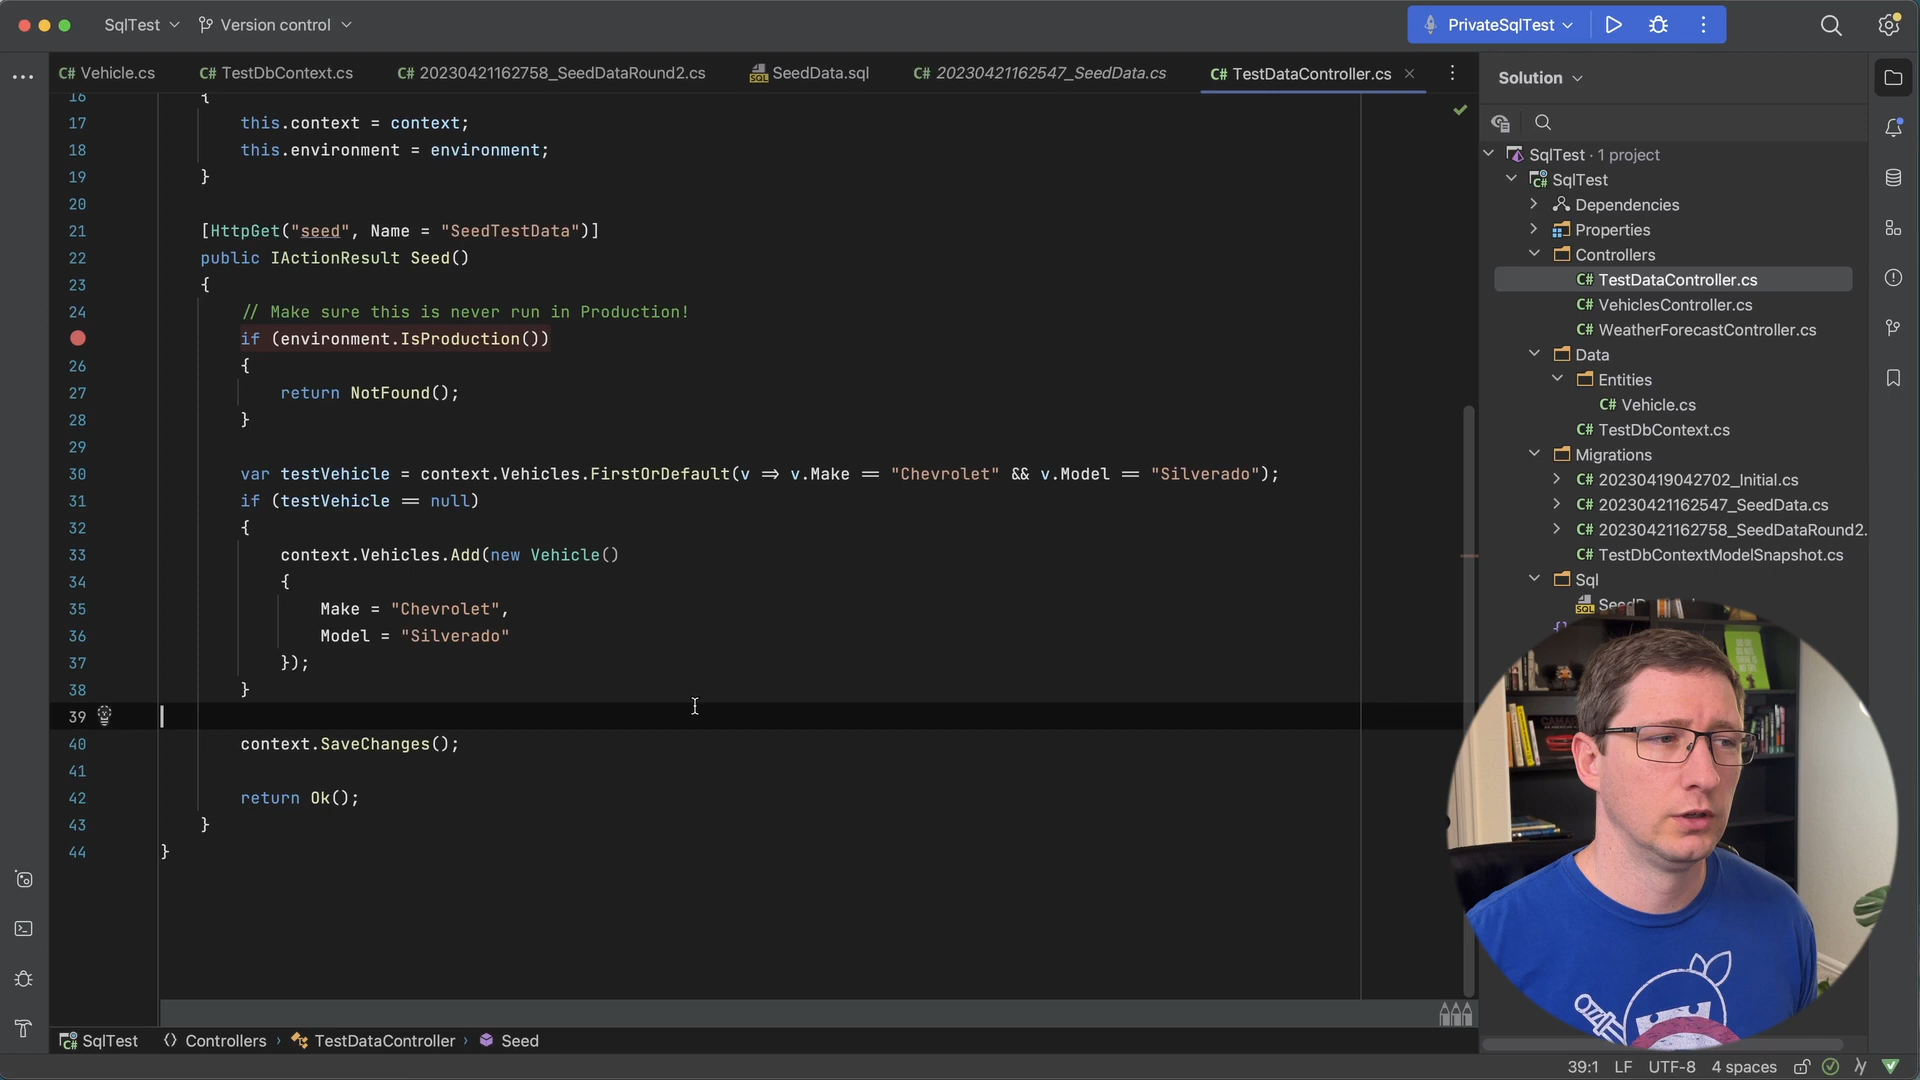 SqlTest
Version control
PrivateSqlTest
C# Vehicle.cs
C# TestDbContext.cs
C# 20230421162758_SeedDataRound2.cs
SQL SeedData.sql
C# 20230421162547_SeedData.cs
C# TestDataController.cs
Solution
16 {
17 this.context = context;
18 this.environment = environment;
19 }
20
21 [HttpGet("seed", Name = "SeedTestData")]
22 public IActionResult Seed()
23 {
24 // Make sure this is never run in Production!
if (environment.IsProduction())
26 {
27 return NotFound();
28 }
29
30 var testVehicle = context.Vehicles.FirstOrDefault(v => v.Make == "Chevrolet" && v.Model == "Silverado");
31 if (testVehicle == null)
32 {
33 context.Vehicles.Add(new Vehicle()
34 {
35 Make = "Chevrolet",
36 Model = "Silverado"
37 });
38 }
39
40 context.SaveChanges();
41
42 return Ok();
43 }
44 }
SqlTest · 1 project
C# SqlTest
Dependencies
Properties
Controllers
C# TestDataController.cs
C# VehiclesController.cs
C# WeatherForecastController.cs
Data
Entities
C# Vehicle.cs
C# TestDbContext.cs
Migrations
C# 20230419042702_Initial.cs
C# 20230421162547_SeedData.cs
C# 20230421162758_SeedDataRound2.
C# TestDbContextModelSnapshot.cs
Sql
SQL
C# SqlTest
Controllers
TestDataController
Seed
39:1
LF
UTF-8
4 spaces